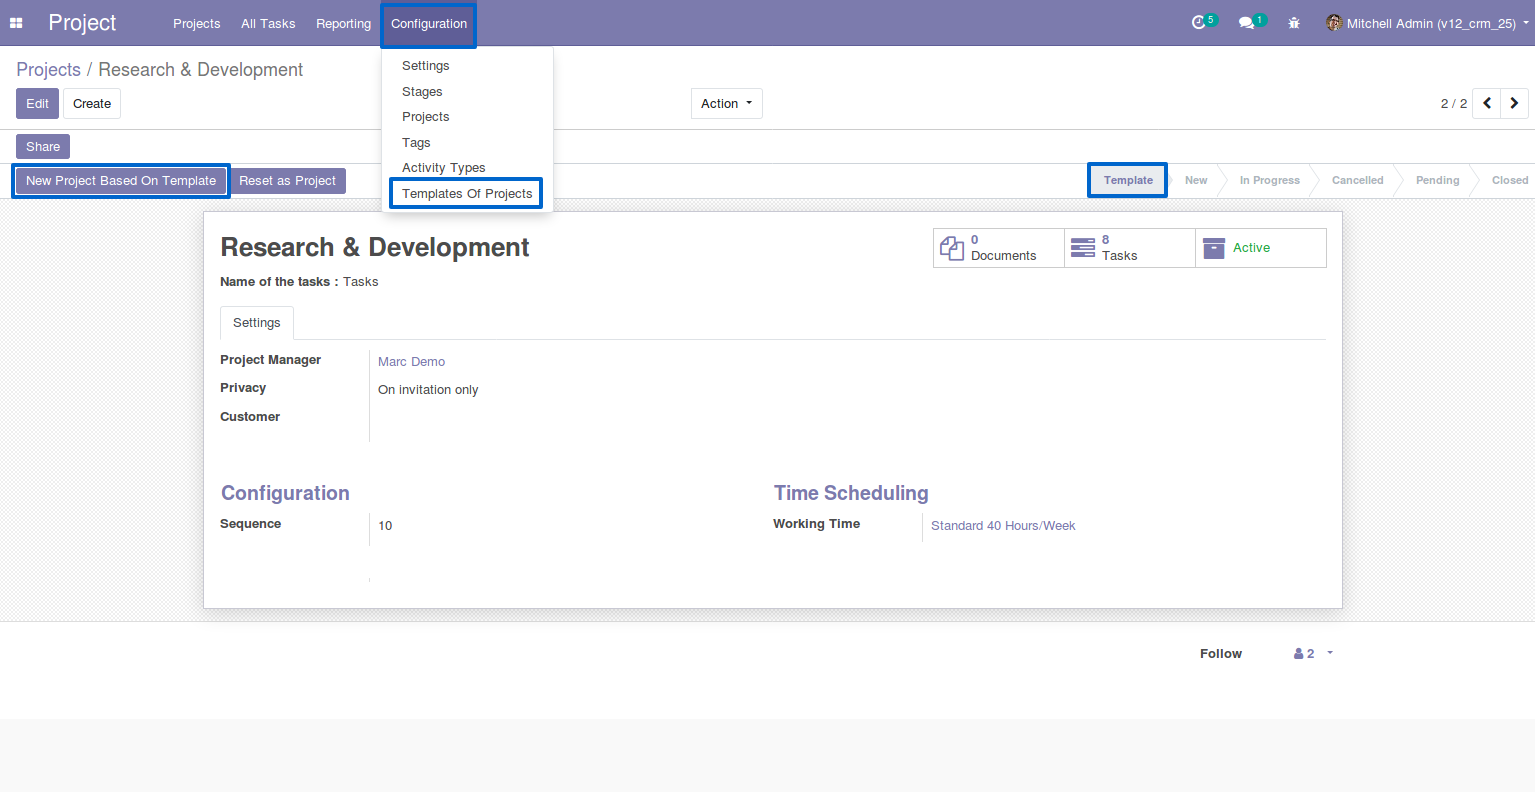 Project Projects All Tasks Reporting Configuration 5 1 Mitchell Admin (v12_crm_25)
Projects / Research & Development
Settings
Stages
Projects
Tags
Activity Types
Templates Of Projects
Edit Create Action 2 / 2
Share
New Project Based On Template Reset as Project Template New In Progress Cancelled Pending Closed
Research & Development
0 Documents
8 Tasks
Active
Name of the tasks : Tasks
Settings
Project Manager Marc Demo
Privacy On invitation only
Customer
Configuration Time Scheduling
Sequence 10 Working Time Standard 40 Hours/Week
Follow 2